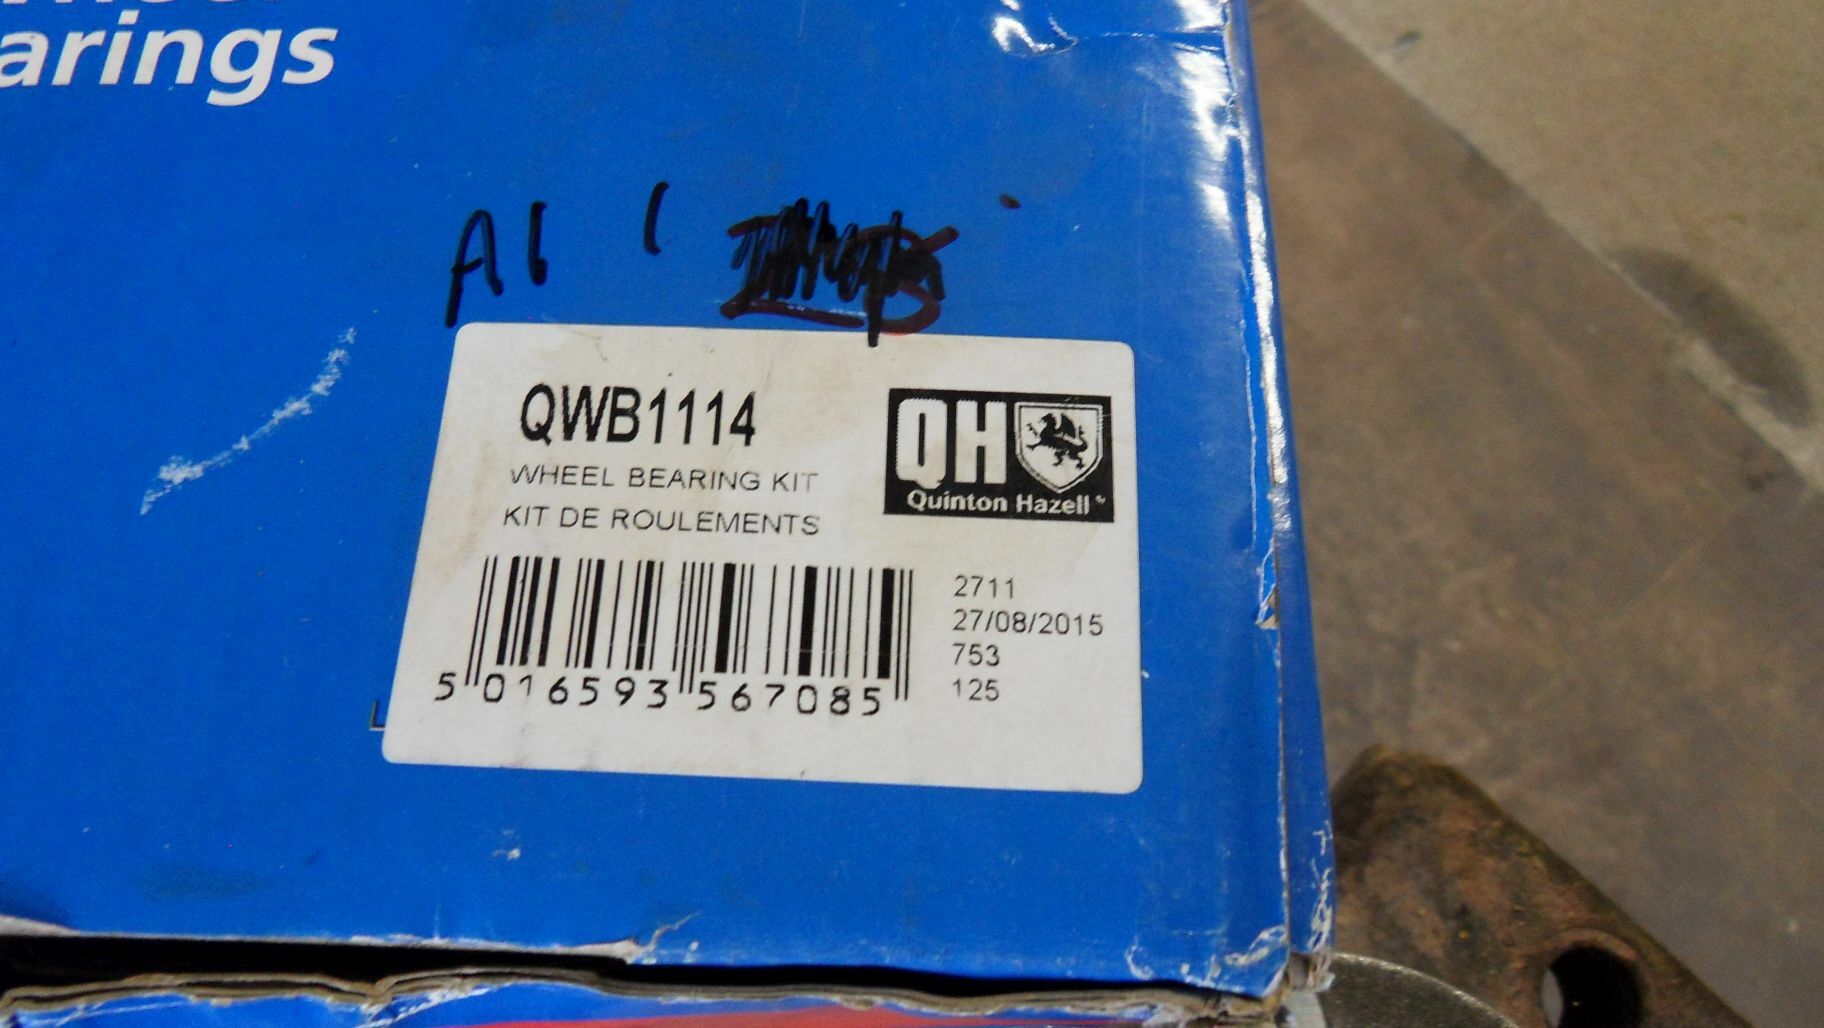 arings
QWB1114
WHEEL BEARING KIT
KIT DE ROULEMENTS
QH
Quinton Hazell
2711
27/08/2015
753
125
5 016593 567085